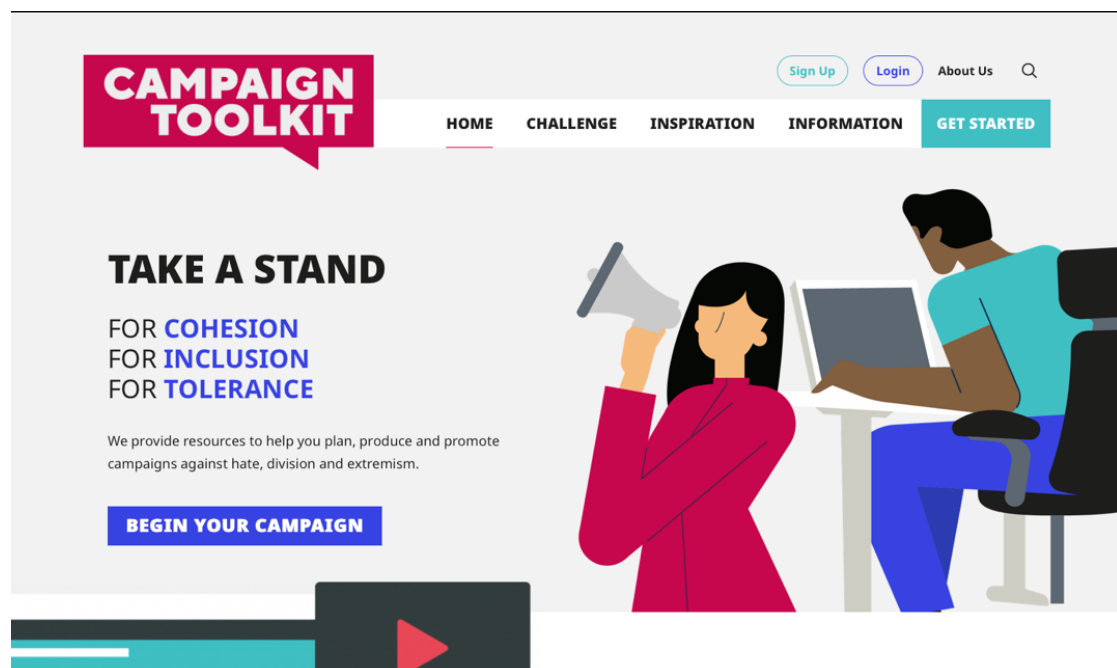 CAMPAIGN
TOOLKIT
Sign Up
Login
About Us
HOME
CHALLENGE
INSPIRATION
INFORMATION
GET STARTED
TAKE A STAND
FOR COHESION
FOR INCLUSION
FOR TOLERANCE
We provide resources to help you plan, produce and promote
campaigns against hate, division and extremism.
BEGIN YOUR CAMPAIGN